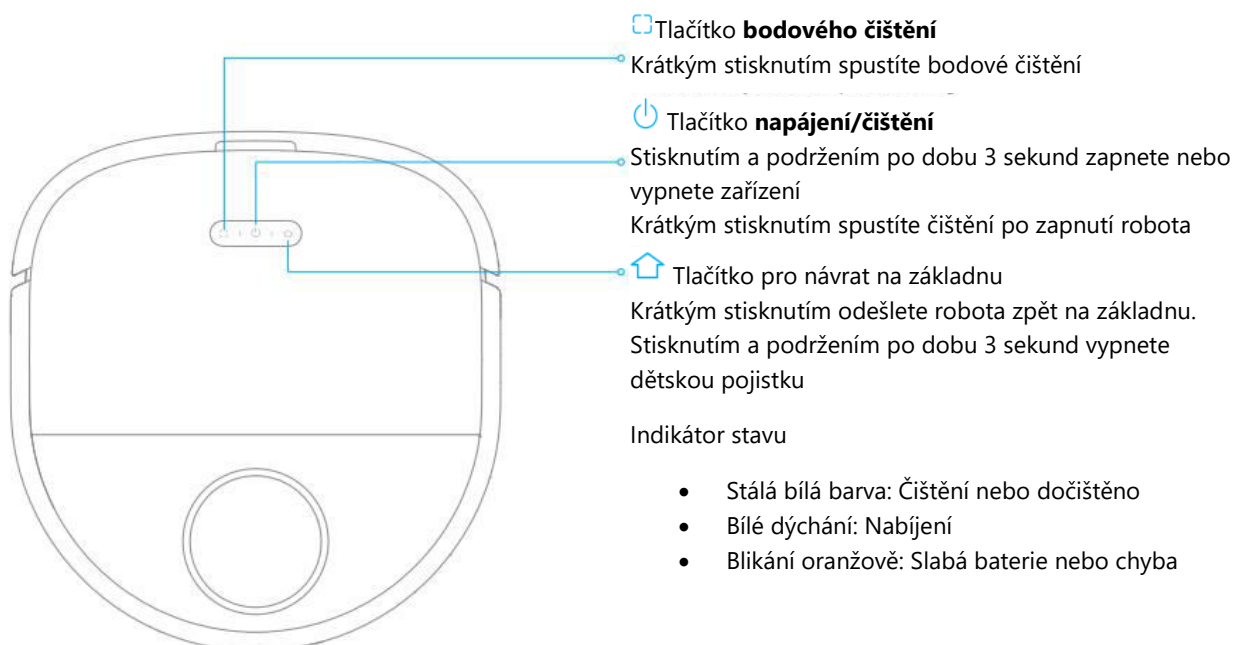 Tlačítko bodového čištění
Krátkým stisknutím spustíte bodové čištění
Tlačítko napájení/čištění
Stisknutím a podržením po dobu 3 sekund zapnete nebo
vypnete zařízení
Krátkým stisknutím spustíte čištění po zapnutí robota
Tlačítko pro návrat na základnu
Krátkým stisknutím odešlete robota zpět na základnu.
Stisknutím a podržením po dobu 3 sekund vypnete
dětskou pojistku
Indikátor stavu
• Stálá bílá barva: Čištění nebo dočištěno
• Bílé dýchání: Nabíjení
• Blikání oranžově: Slabá baterie nebo chyba